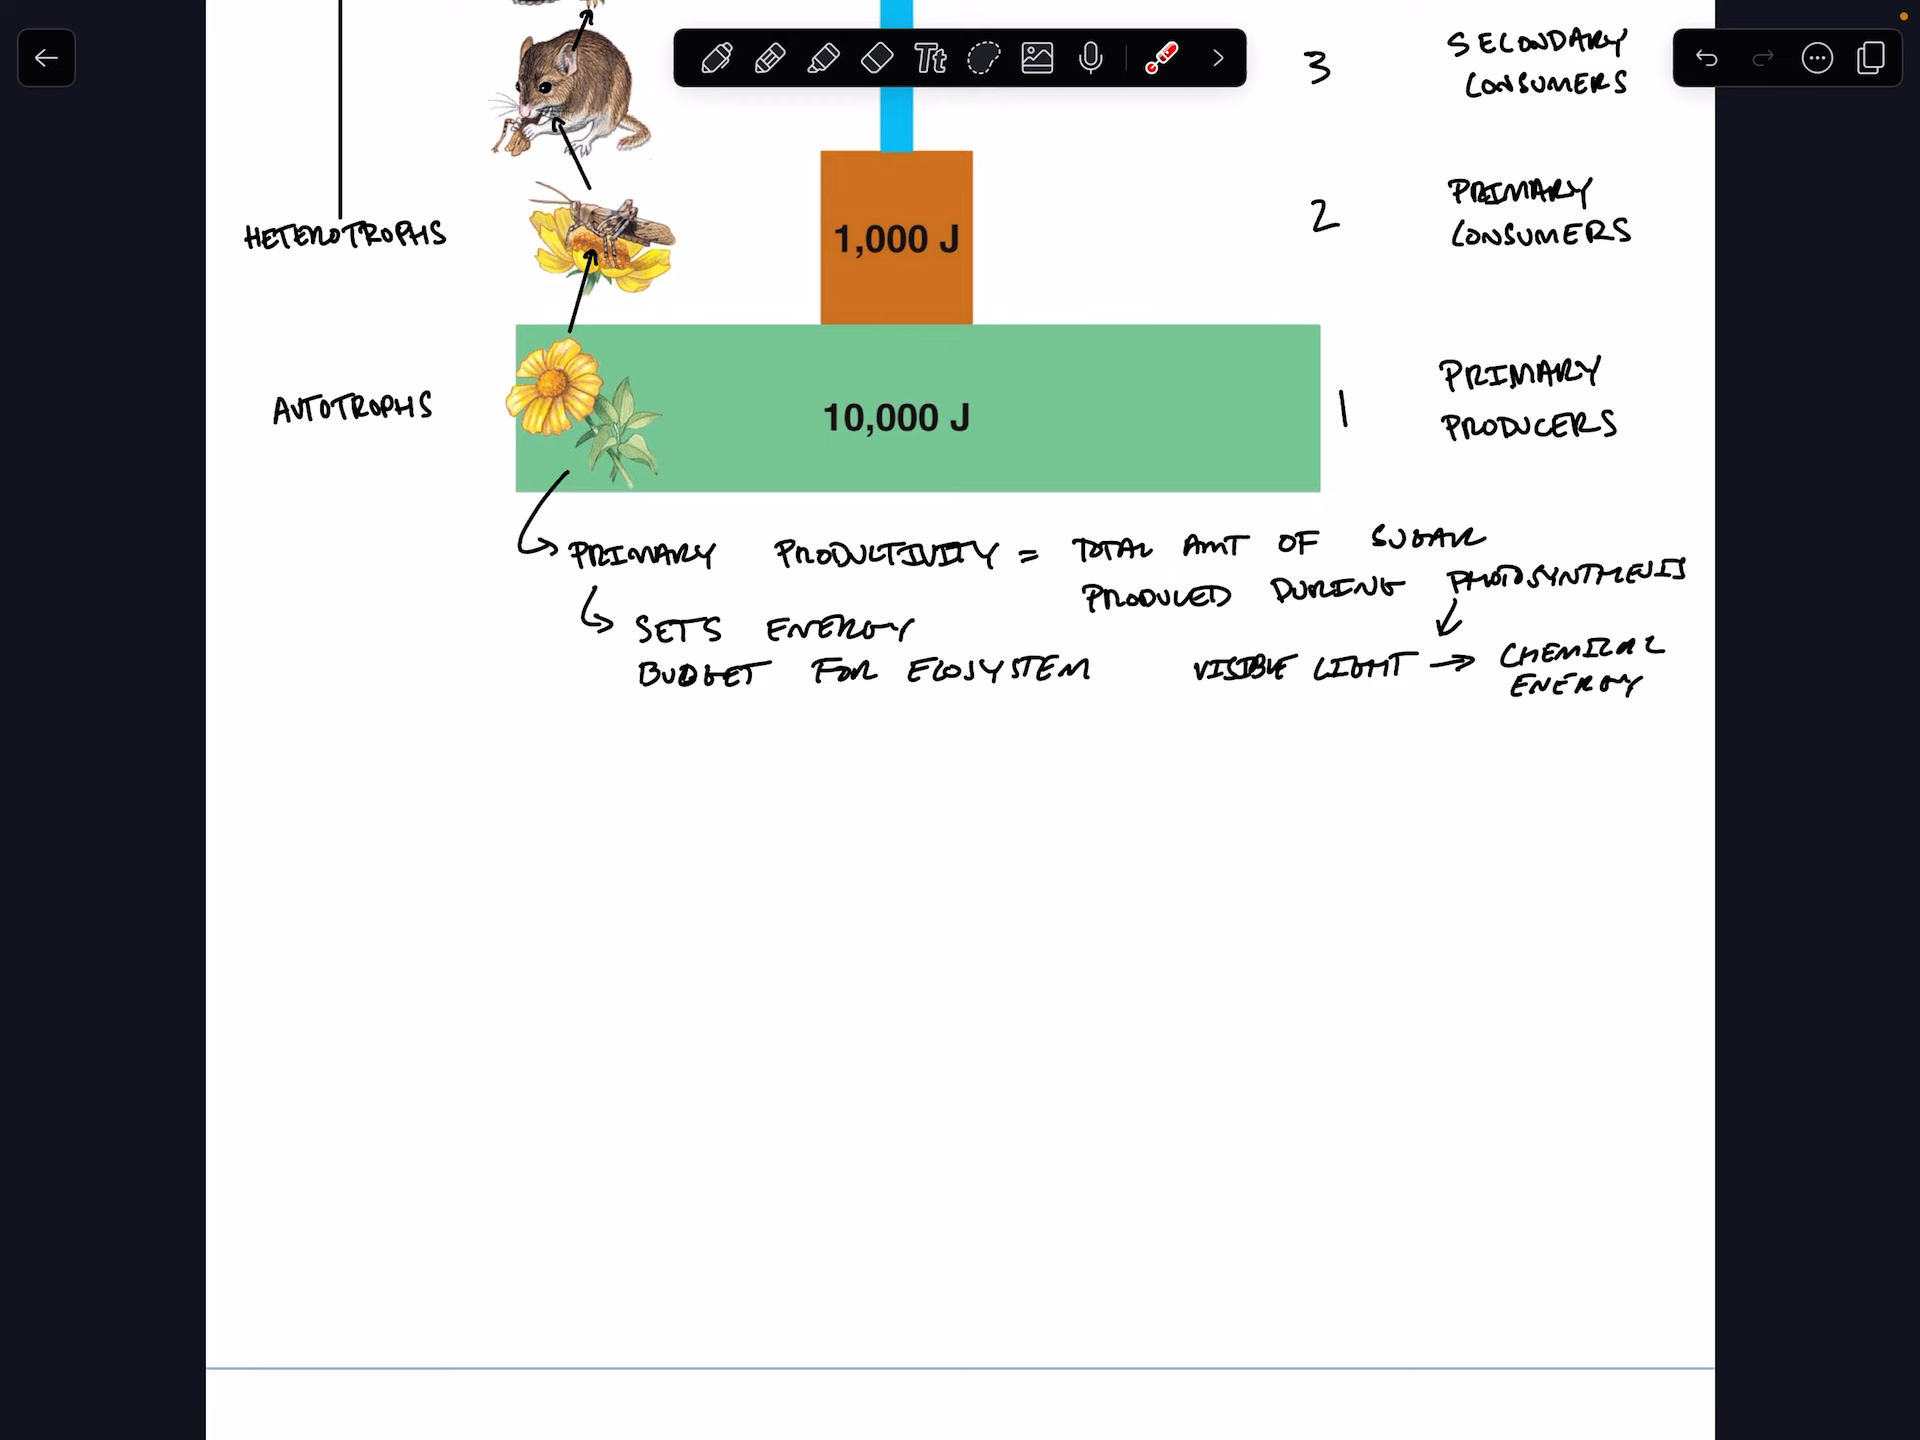 Tt
3
SECONDARY
CONSUMERS
HETEROTROPHS
1,000 J
2
PRIMARY
CONSUMERS
AUTOTROPHS
10,000 J
1
PRIMARY
PRODUCERS
PRIMARY PRODUCTIVITY = TOTAL AMT OF SUGAR
PRODUCED DURING PHOTOSYNTHESIS
SETS ENERGY
BUDGET FOR ECOSYSTEM
VISIBLE LIGHT → CHEMICAL
ENERGY